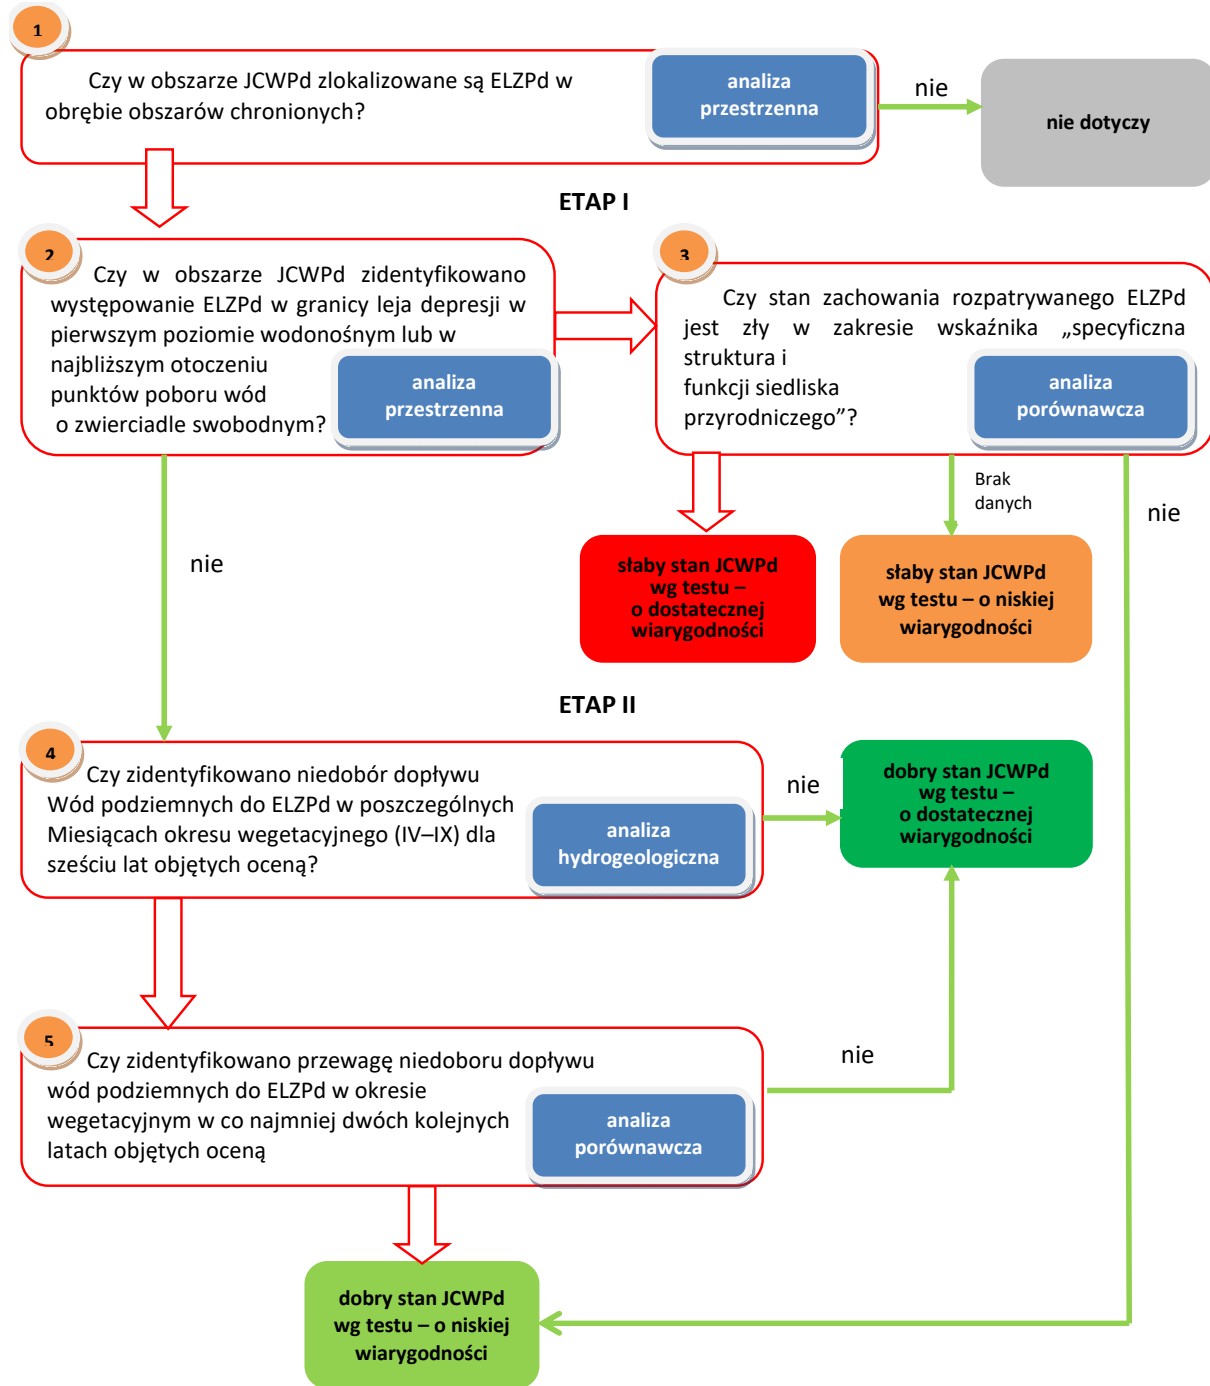 1
Czy w obszarze JCWPd zlokalizowane są ELZPd w
obrębie obszarów chronionych?
analiza
przestrzenna
nie
nie dotyczy
ETAP I
2
Czy w obszarze JCWPd zidentyfikowano
występowanie ELZPd w granicy leja depresji w
pierwszym poziomie wodonośnym lub w
najbliższym otoczeniu
punktów poboru wód
o zwierciadle swobodnym?
analiza
przestrzenna
3
Czy stan zachowania rozpatrywanego ELZPd
jest zły w zakresie wskaźnika „specyficzna
struktura i
funkcji siedliska
przyrodniczego”?
analiza
porównawcza
nie
Brak
danych
nie
słaby stan JCWPd
wg testu –
o dostatecznej
wiarygodności
słaby stan JCWPd
wg testu – o niskiej
wiarygodności
ETAP II
4
Czy zidentyfikowano niedobór dopływu
Wód podziemnych do ELZPd w poszczególnych
Miesiącach okresu wegetacyjnego (IV–IX) dla
sześciu lat objętych oceną?
analiza
hydrogeologiczna
nie
dobry stan JCWPd
wg testu –
o dostatecznej
wiarygodności
5
Czy zidentyfikowano przewagę niedoboru dopływu
wód podziemnych do ELZPd w okresie
wegetacyjnym w co najmniej dwóch kolejnych
latach objętych oceną
analiza
porównawcza
nie
dobry stan JCWPd
wg testu – o niskiej
wiarygodności